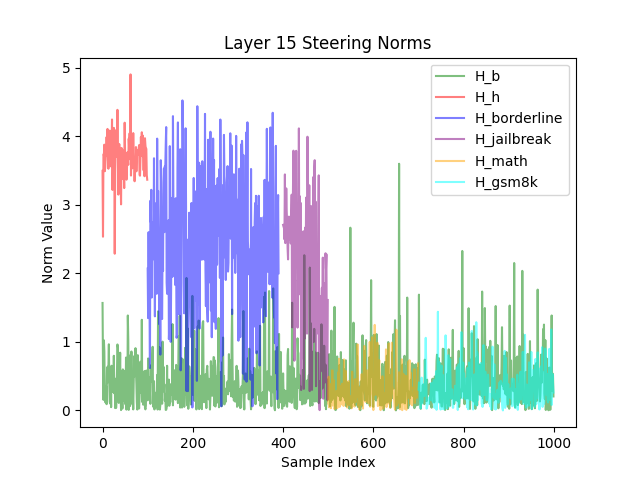 Layer 15 Steering Norms
Norm Value
5
4
3
2
1
0
H_b
H_h
H_borderline
H_jailbreak
H_math
H_gsm8k
0
200
400
600
800
1000
Sample Index